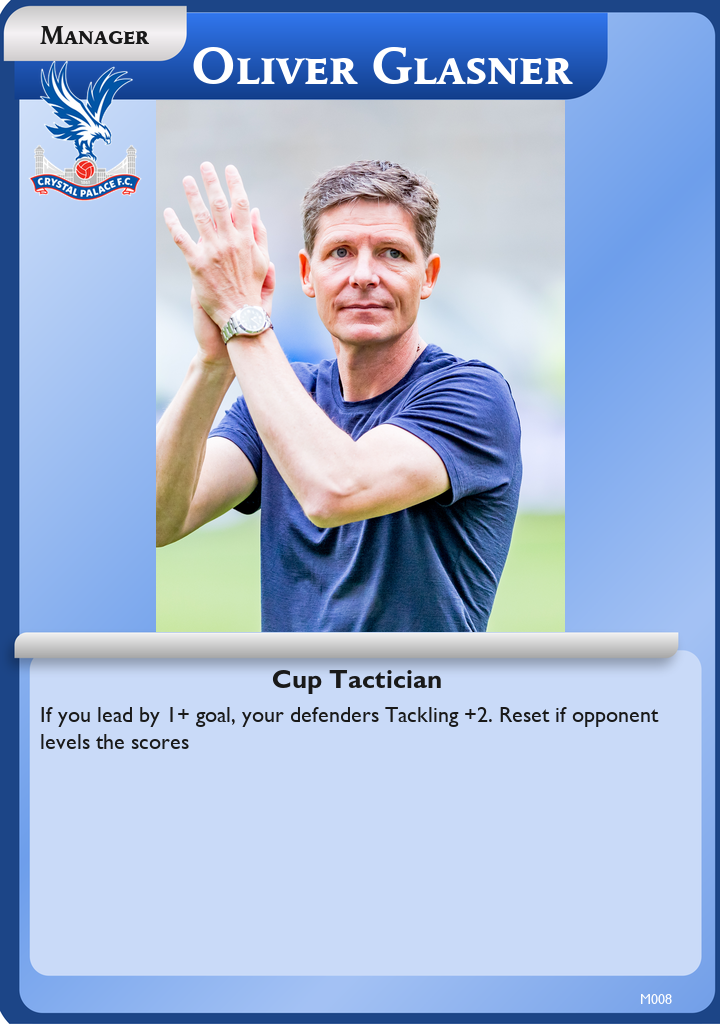 Manager
Oliver Glasner
CRYSTAL PALACE F.C.
Cup Tactician
If you lead by 1+ goal, your defenders Tackling +2. Reset if opponent
levels the scores
M008